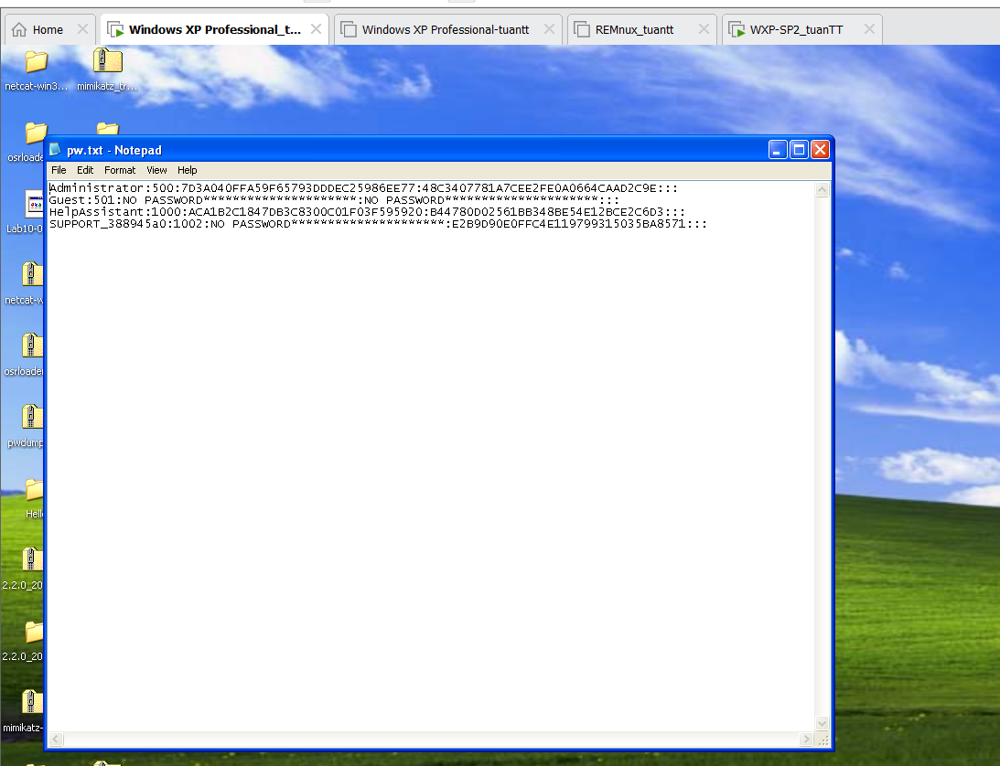 Home
Windows XP Professional_t...
Windows XP Professional-tuantt
REMnux_tuantt
WXP-SP2_tuanTT
netcat-win3...
mimikatz_tr...
osrloade
pw.txt - Notepad
File Edit Format View Help
Administrator:500:7D3A040FFA59F65793DDDEC25986EE77:48C3407781A7CEE2FE0A0664CAAD2C9E:::
Guest:501:NO PASSWORD*********************:NO PASSWORD*********************:::
HelpAssistant:1000:ACA1B2C1847DB3C8300C01F03F595920:B44780D02561BB348BE54E12BCE2C6D3:::
SUPPORT_388945a0:1002:NO PASSWORD*********************:E2B9D90E0FFC4E119799315035BA8571:::
Lab10-0
netcat-w
osrloade
pwdump
Hell
2.2.0_20
2.2.0_20
mimikatz-